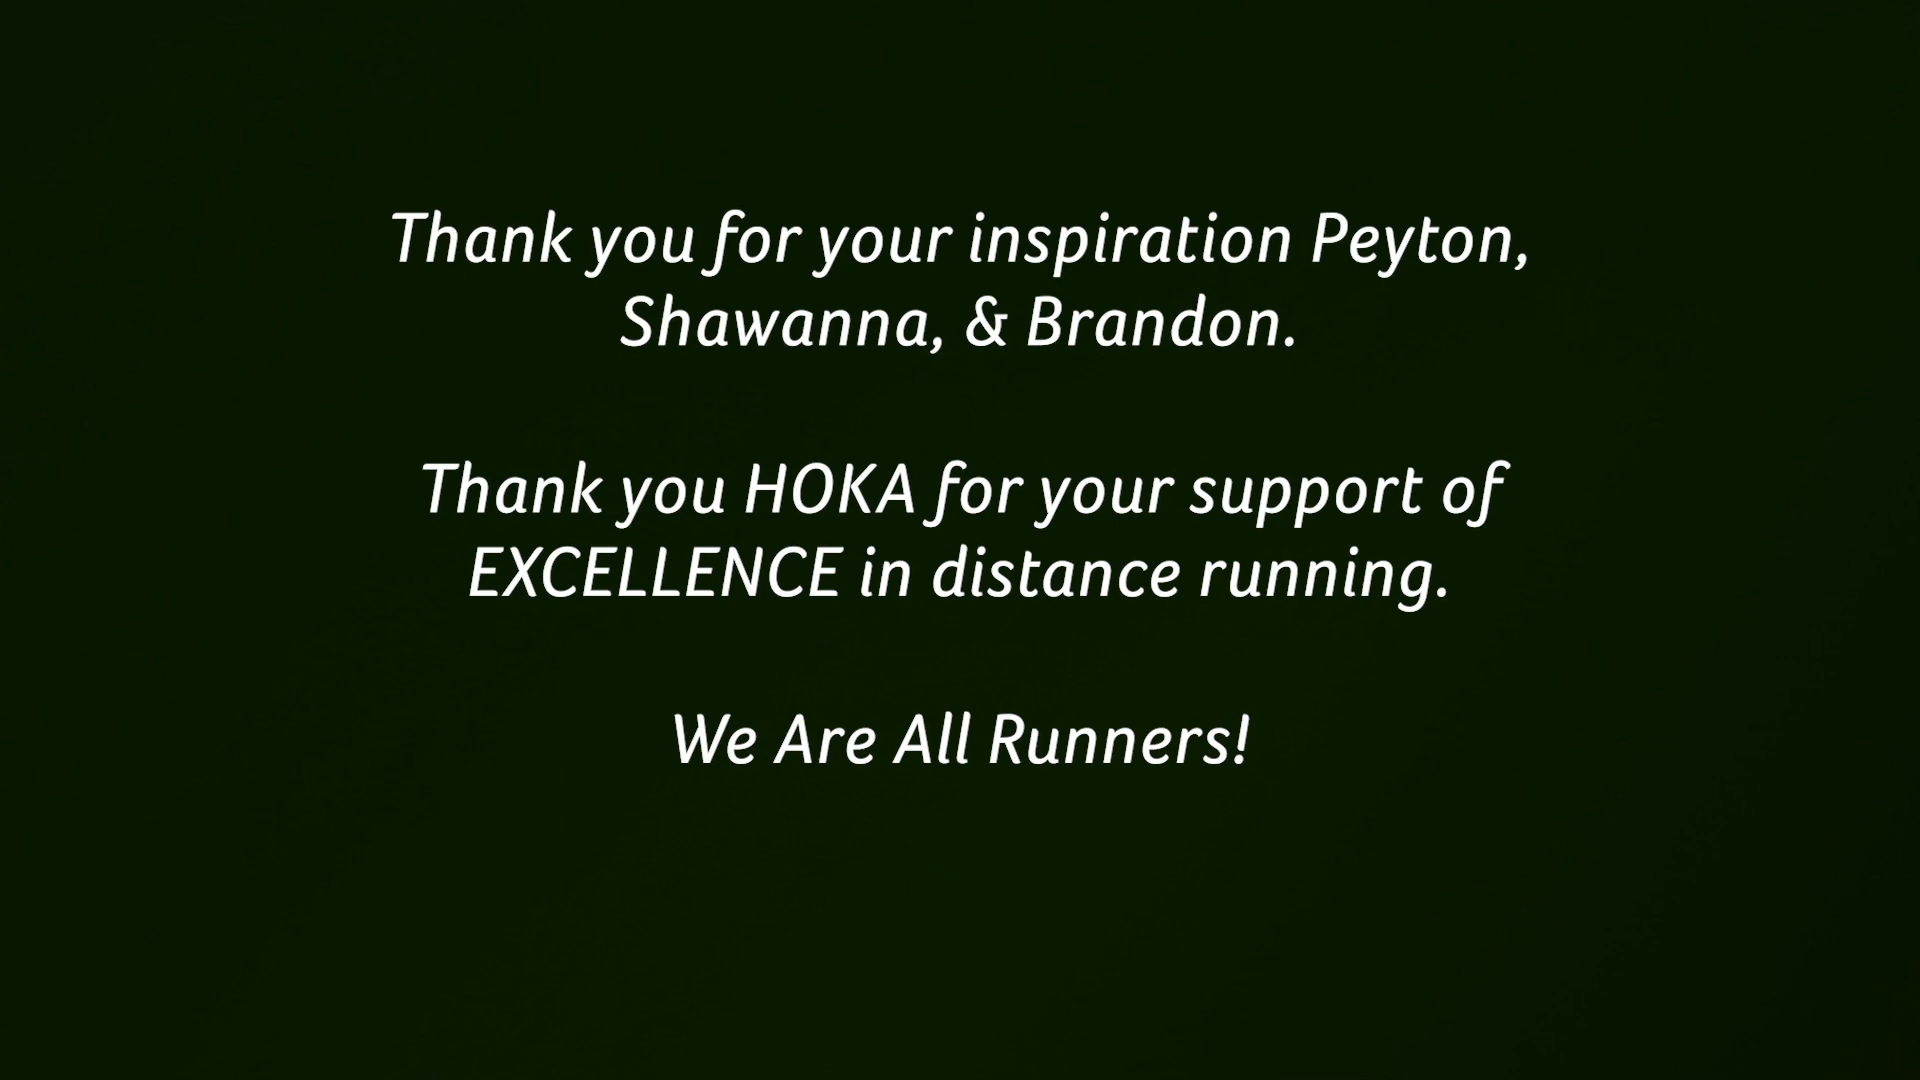 Thank you for your inspiration Peyton,
Shawanna, & Brandon.
Thank you HOKA for your support of
EXCELLENCE in distance running.
We Are All Runners!